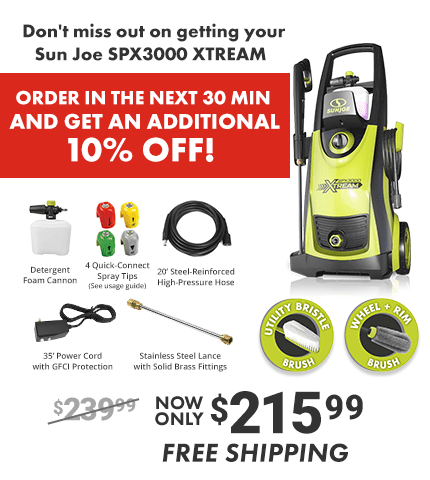 Don't miss out on getting your
Sun Joe SPX3000 XTREAM
ORDER IN THE NEXT 30 MIN
AND GET AN ADDITIONAL
10% OFF!
SUNJOE
XTREAM
Detergent
Foam Cannon
4 Quick-Connect
Spray Tips
(See usage guide)
20' Steel-Reinforced
High-Pressure Hose
35' Power Cord
with GFCI Protection
Stainless Steel Lance
with Solid Brass Fittings
UTILITY BRISTLE
BRUSH
WHEEL + RIM
BRUSH
$239.99
NOW
ONLY $215.99
FREE SHIPPING